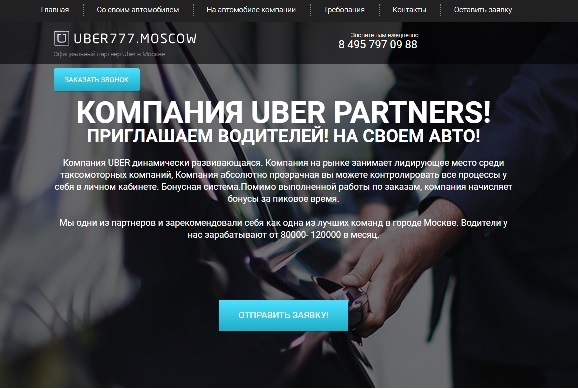 Главная
Со своим автомобилем
На автомобиле компании
Требования
Контакты
Оставить заявку
UBER777.MOSCOW
Официальный партнер Uber в Москве
8 495 797 09 88
ЗАКАЗАТЬ ЗВОНОК
КОМПАНИЯ UBER PARTNERS!
ПРИГЛАШАЕМ ВОДИТЕЛЕЙ! НА СВОЕМ АВТО!
Компания UBER динамически развивающаяся. Компания на рынке занимает лидирующее место среди
таксомоторных компаний, Компания абсолютно прозрачная вы можете контролировать все процессы у
себя в личном кабинете. Бонусная система.Помимо выполненной работы по заказам, компания начисляет
бонусы за пиковое время.
Мы одни из партнеров и зарекомендовали себя как одна из лучших команд в городе Москве. Водители у
нас зарабатывают от 80000- 120000 в месяц.
ОТПРАВИТЬ ЗАЯВКУ!